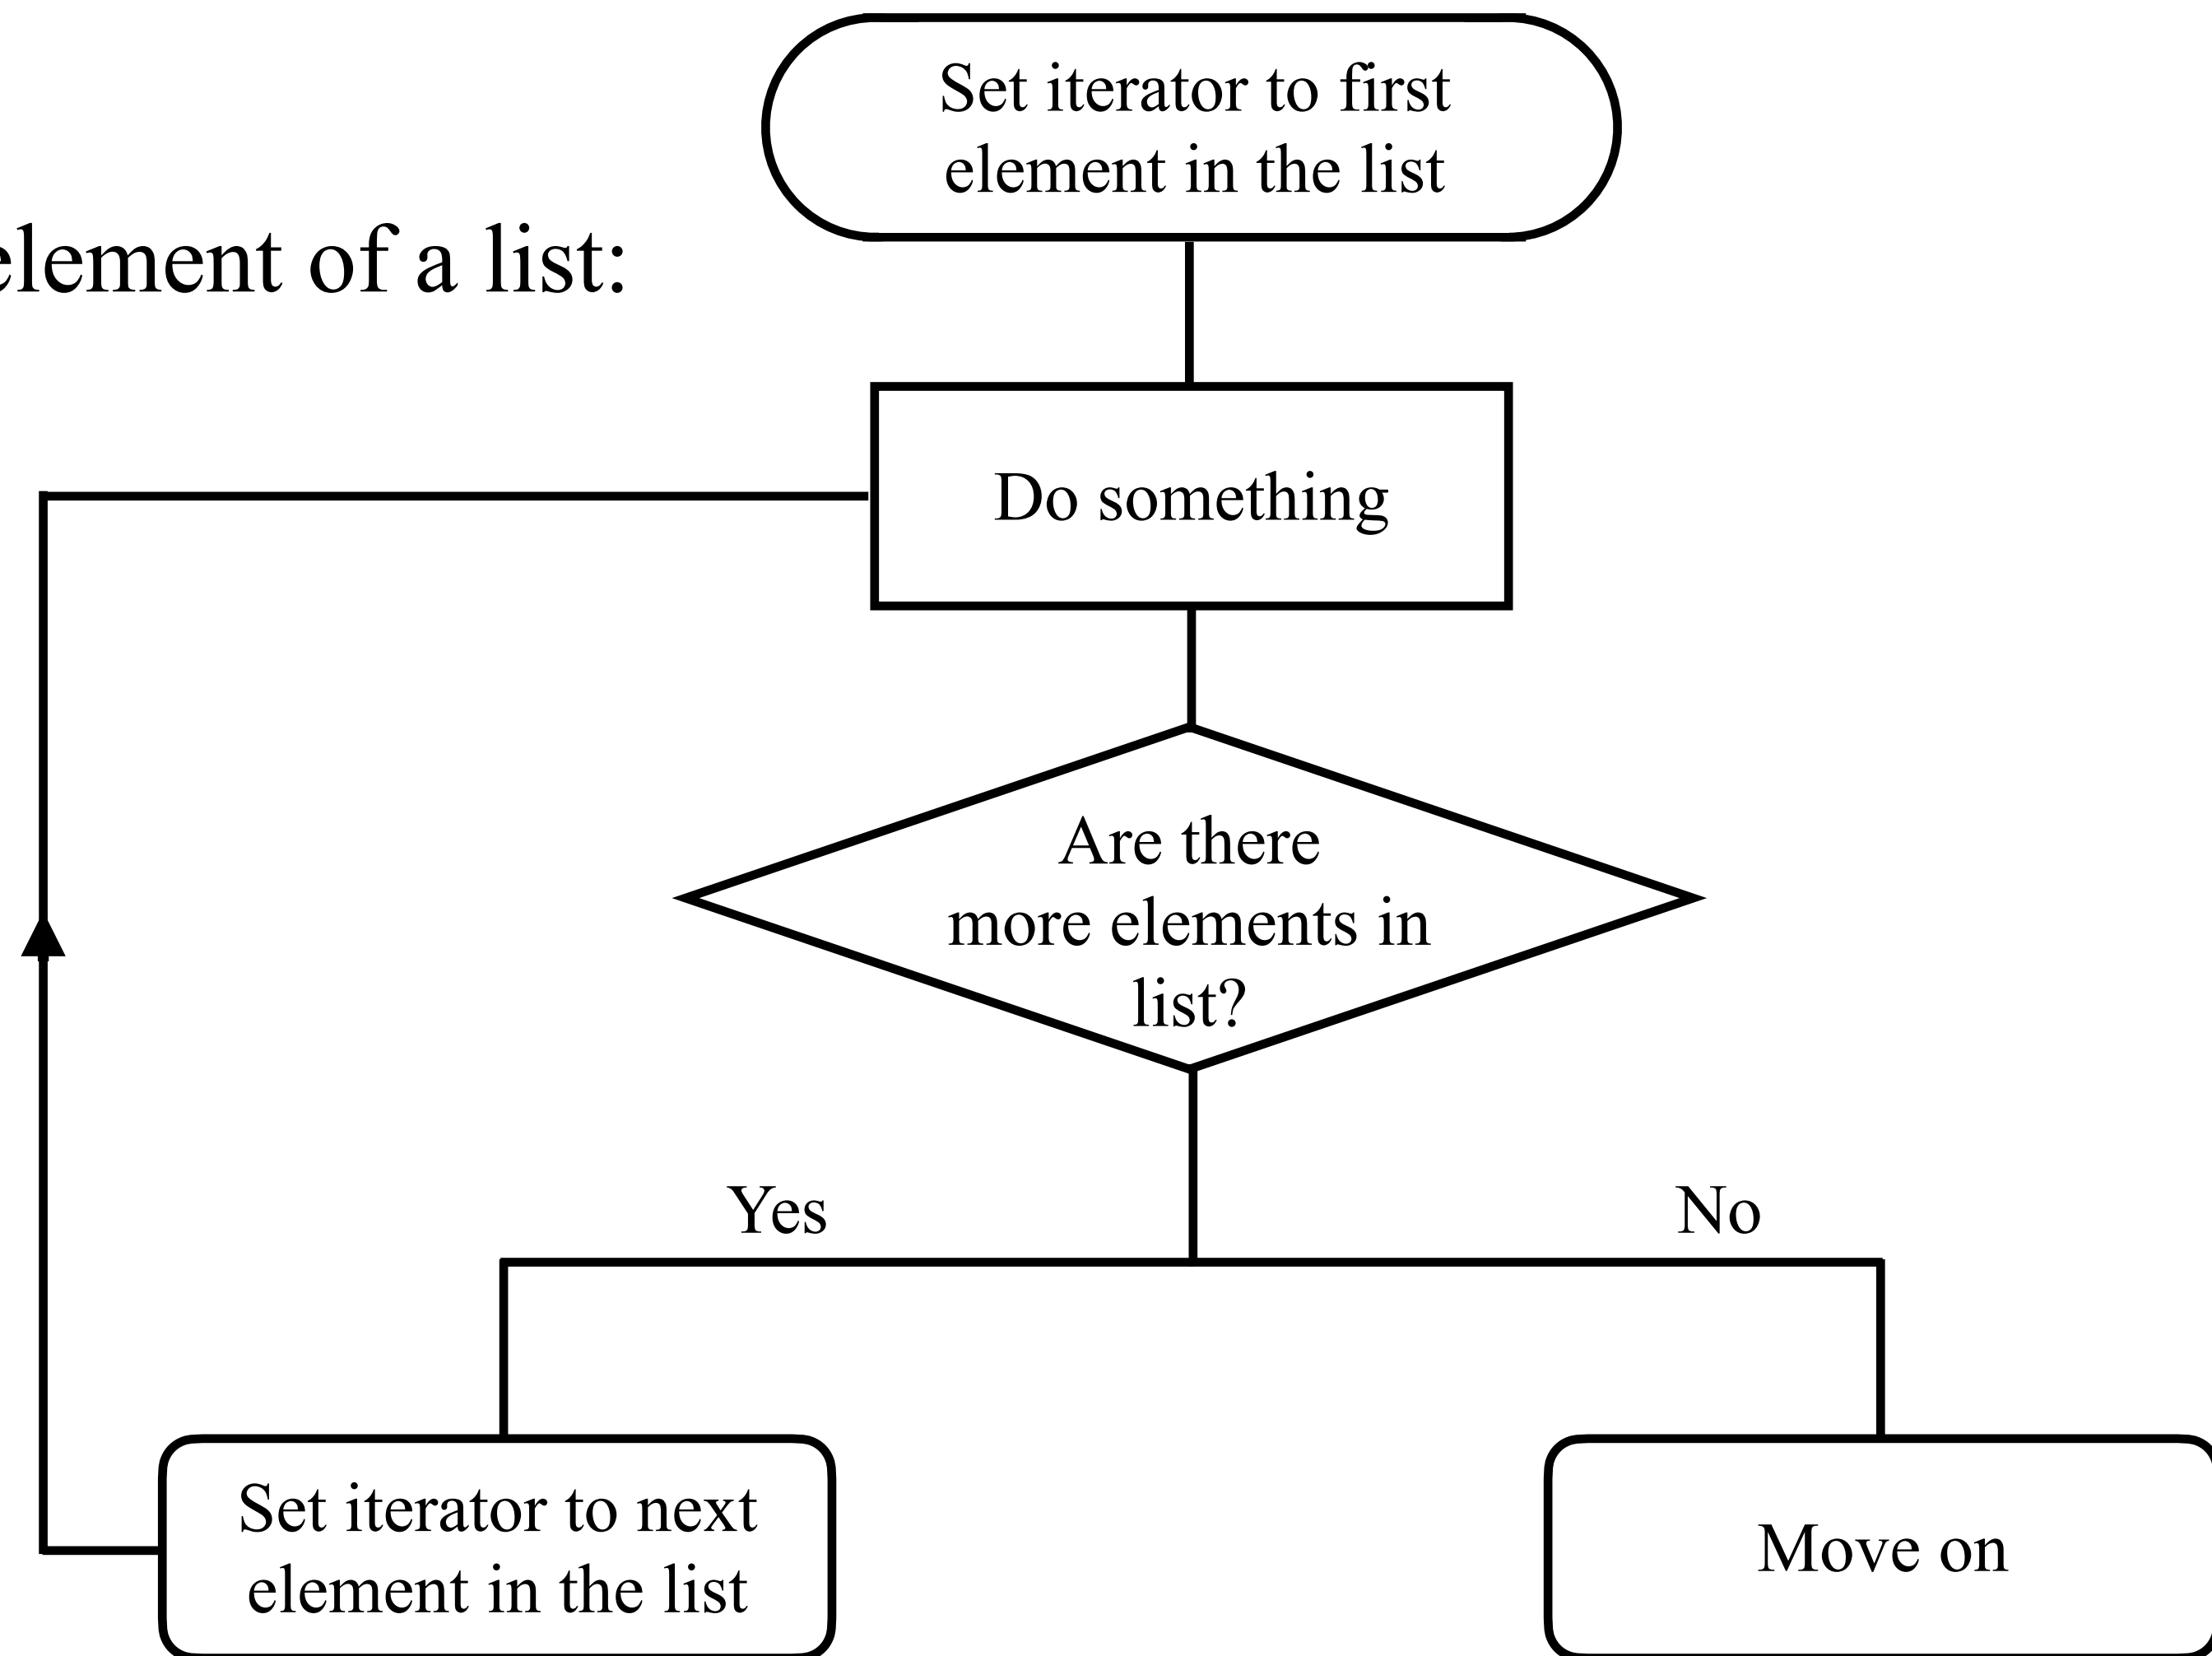 Set iterator to first
element in the list
element of a list:
Do something
Are there
more elements in
list?
Yes
No
Set iterator to next
element in the list
Move on